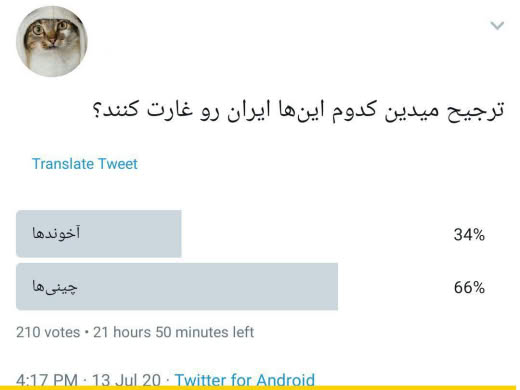 ترجیح میدین کدوم این‌ها ایران رو غارت کنند؟
Translate Tweet
آخوندها 34%
چینی‌ها 66%
210 votes • 21 hours 50 minutes left
4:17 PM · 13 Jul 20 · Twitter for Android